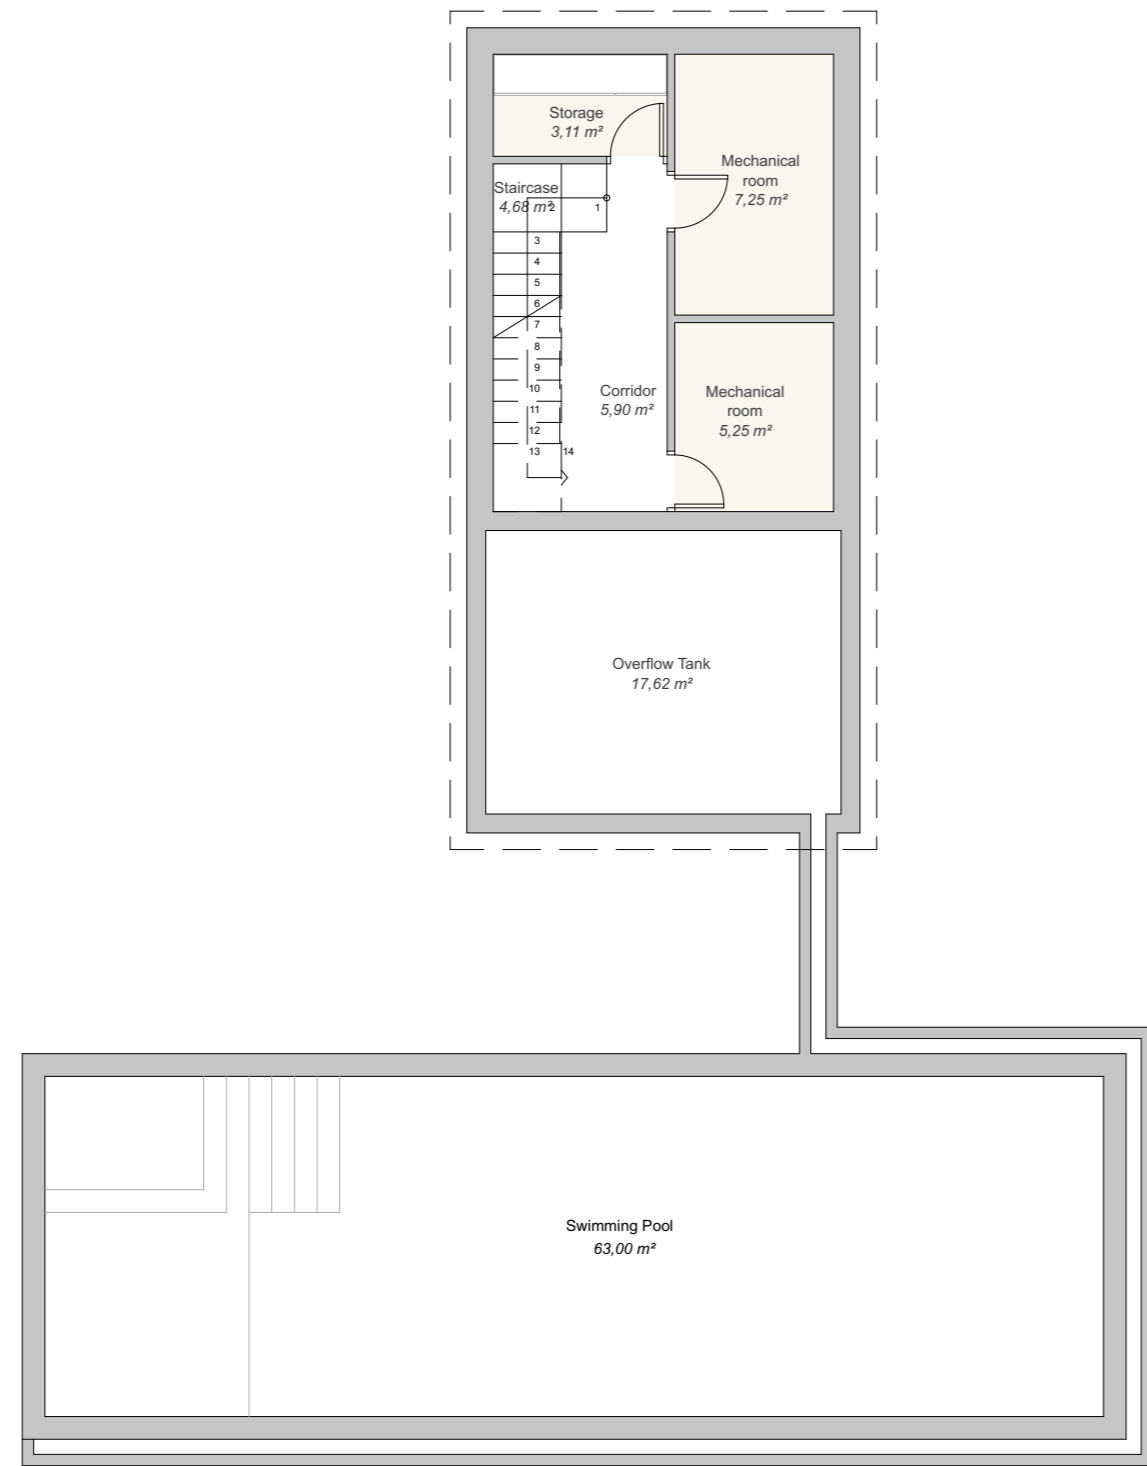 Storage
3,11 m²
Mechanical
room
7,25 m²
Staircase
4,68 m²
2
1
3
4
5
6
7
8
9
10
11
12
13
14
Corridor
5,90 m²
Mechanical
room
5,25 m²
Overflow Tank
17,62 m²
Swimming Pool
63,00 m²